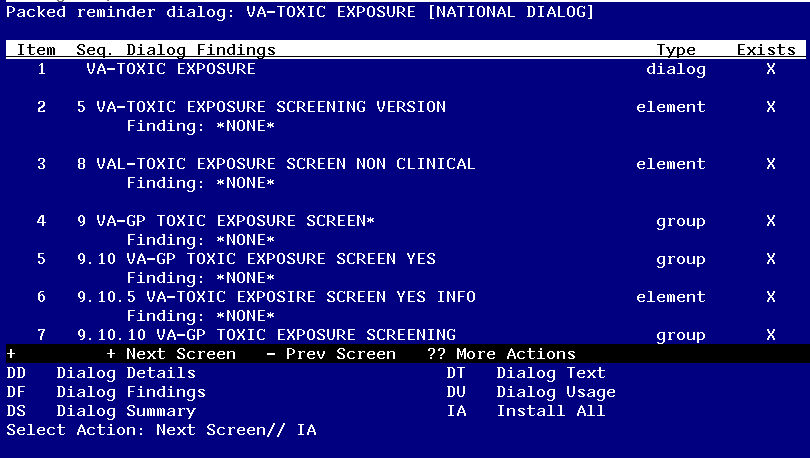 Packed reminder dialog: VA-TOXIC EXPOSURE [NATIONAL DIALOG]
Item Seq. Dialog Findings Type Exists
1 VA-TOXIC EXPOSURE dialog X
2 5 VA-TOXIC EXPOSURE SCREENING VERSION element X
Finding: *NONE*
3 8 VAL-TOXIC EXPOSURE SCREEN NON CLINICAL element X
Finding: *NONE*
4 9 VA-GP TOXIC EXPOSURE SCREEN* group X
Finding: *NONE*
5 9.10 VA-GP TOXIC EXPOSURE SCREEN YES group X
Finding: *NONE*
6 9.10.5 VA-TOXIC EXPOSIRE SCREEN YES INFO element X
Finding: *NONE*
7 9.10.10 VA-GP TOXIC EXPOSURE SCREENING group X
+ + Next Screen - Prev Screen ?? More Actions
DD Dialog Details DT Dialog Text
DF Dialog Findings DU Dialog Usage
DS Dialog Summary IA Install All
Select Action: Next Screen// IA